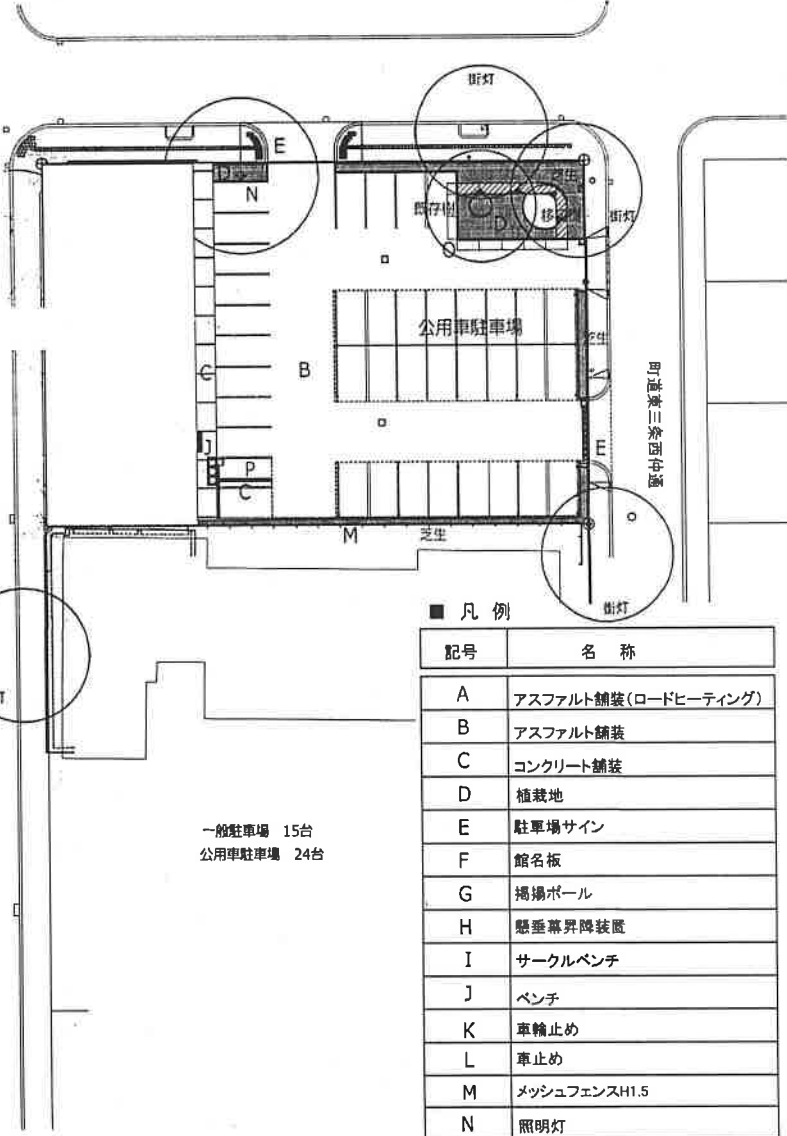 街灯
E
D
N
芝生
既存樹
D
街灯
公用車駐車場
芝生
C
B
町道東三条西仲通
J
E
P
C
M
芝生
街灯
■ 凡 例
記号 名 称
A アスファルト舗装(ロードヒーティング)
B アスファルト舗装
C コンクリート舗装
D 植栽地
E 駐車場サイン
F 館名板
G 掲揚ポール
H 懸垂幕昇降装置
I サークルベンチ
J ベンチ
K 車輪止め
L 車止め
M メッシュフェンスH1.5
N 照明灯
一般駐車場 15台
公用車駐車場 24台